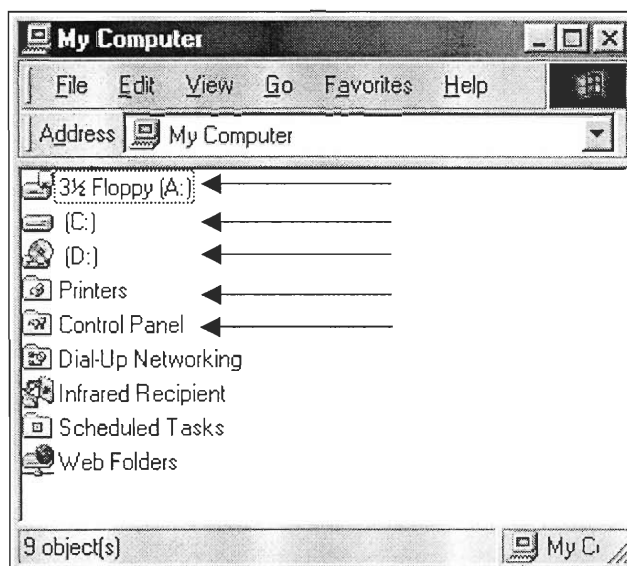 My Computer
File Edit View Go Favorites Help
Address My Computer
3½ Floppy (A:)
(C:)
(D:)
Printers
Control Panel
Dial-Up Networking
Infrared Recipient
Scheduled Tasks
Web Folders
9 object(s) My C